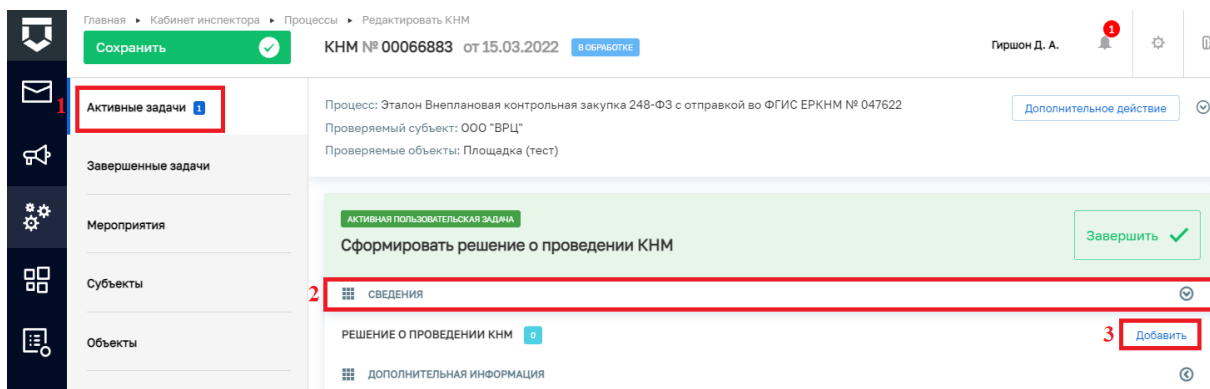 Главная ▸ Кабинет инспектора ▸ Процессы ▸ Редактировать КНМ
Сохранить
КНМ № 00066883 от 15.03.2022 В ОБРАБОТКЕ
Гиршон Д. А.
1
1
Активные задачи 1
Процесс: Эталон Внеплановая контрольная закупка 248-ФЗ с отправкой во ФГИС ЕРКНМ № 047622
Дополнительное действие
Проверяемый субъект: ООО "ВРЦ"
Проверяемые объекты: Площадка (тест)
Завершенные задачи
Мероприятия
Субъекты
Объекты
АКТИВНАЯ ПОЛЬЗОВАТЕЛЬСКАЯ ЗАДАЧА
Сформировать решение о проведении КНМ
Завершить
2 СВЕДЕНИЯ
РЕШЕНИЕ О ПРОВЕДЕНИИ КНМ 0
3 Добавить
ДОПОЛНИТЕЛЬНАЯ ИНФОРМАЦИЯ